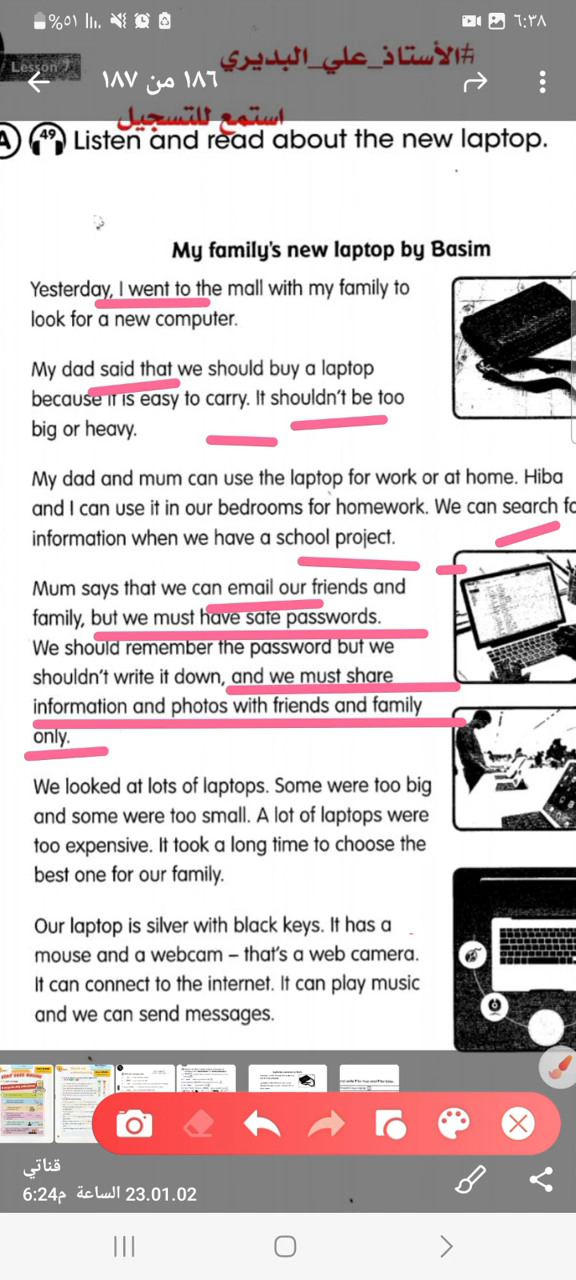 %٥١
٦:٣٨
#الأستاذ_علي_البديري
Lesson 7
١٨٦ من ١٨٧
استمع للتسجيل
A 49 Listen and read about the new laptop.
My family's new laptop by Basim
Yesterday, I went to the mall with my family to
look for a new computer.
My dad said that we should buy a laptop
because it is easy to carry. It shouldn't be too
big or heavy.
My dad and mum can use the laptop for work or at home. Hiba
and I can use it in our bedrooms for homework. We can search fo
information when we have a school project.
Mum says that we can email our friends and
family, but we must have safe passwords.
We should remember the password but we
shouldn't write it down, and we must share
information and photos with friends and family
only.
We looked at lots of laptops. Some were too big
and some were too small. A lot of laptops were
too expensive. It took a long time to choose the
best one for our family.
Our laptop is silver with black keys. It has a
mouse and a webcam – that's a web camera.
It can connect to the internet. It can play music
and we can send messages.
قناتي
23.01.02 الساعة 6:24م